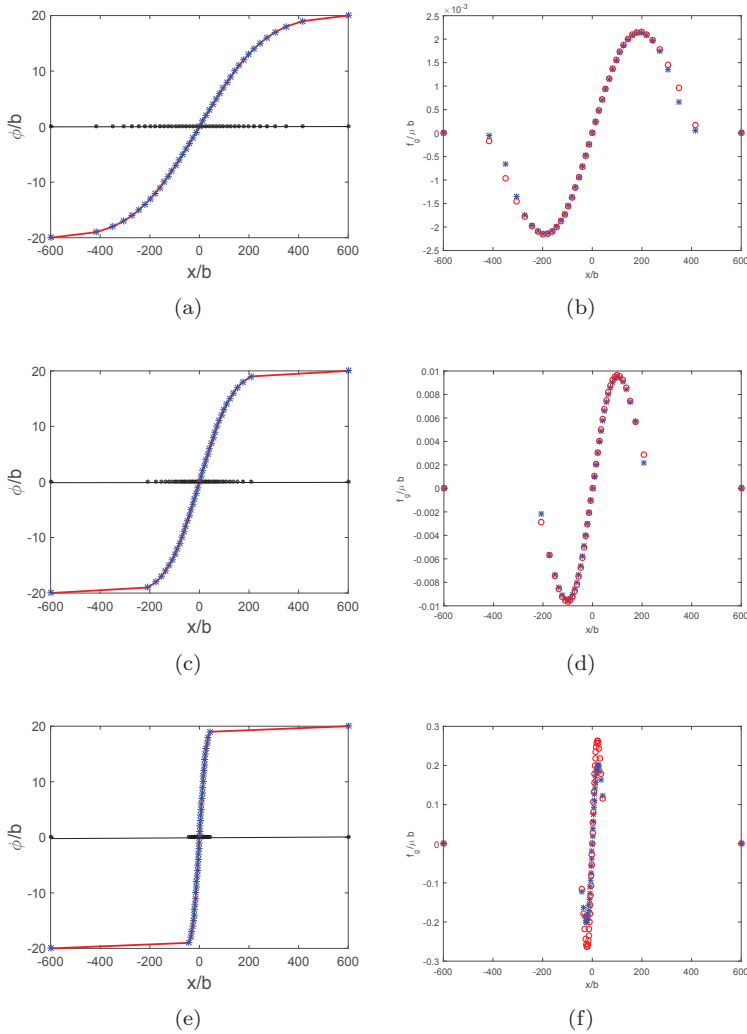 20
10
0
-10
-20
-600 -400 -200 0 200 400 600
x/b
ϕ/b
(a)
×10⁻³
2.5
2
1.5
1
0.5
0
-0.5
-1
-1.5
-2
-2.5
-600 -400 -200 0 200 400 600
x/b
f_g/μ b
(b)
20
10
0
-10
-20
-600 -400 -200 0 200 400 600
x/b
ϕ/b
(c)
0.01
0.008
0.006
0.004
0.002
0
-0.002
-0.004
-0.006
-0.008
-0.01
-600 -400 -200 0 200 400 600
x/b
f_g/μ b
(d)
20
10
0
-10
-20
-600 -400 -200 0 200 400 600
x/b
ϕ/b
(e)
0.3
0.2
0.1
0
-0.1
-0.2
-0.3
-600 -400 -200 0 200 400 600
x/b
f_g/μ b
(f)